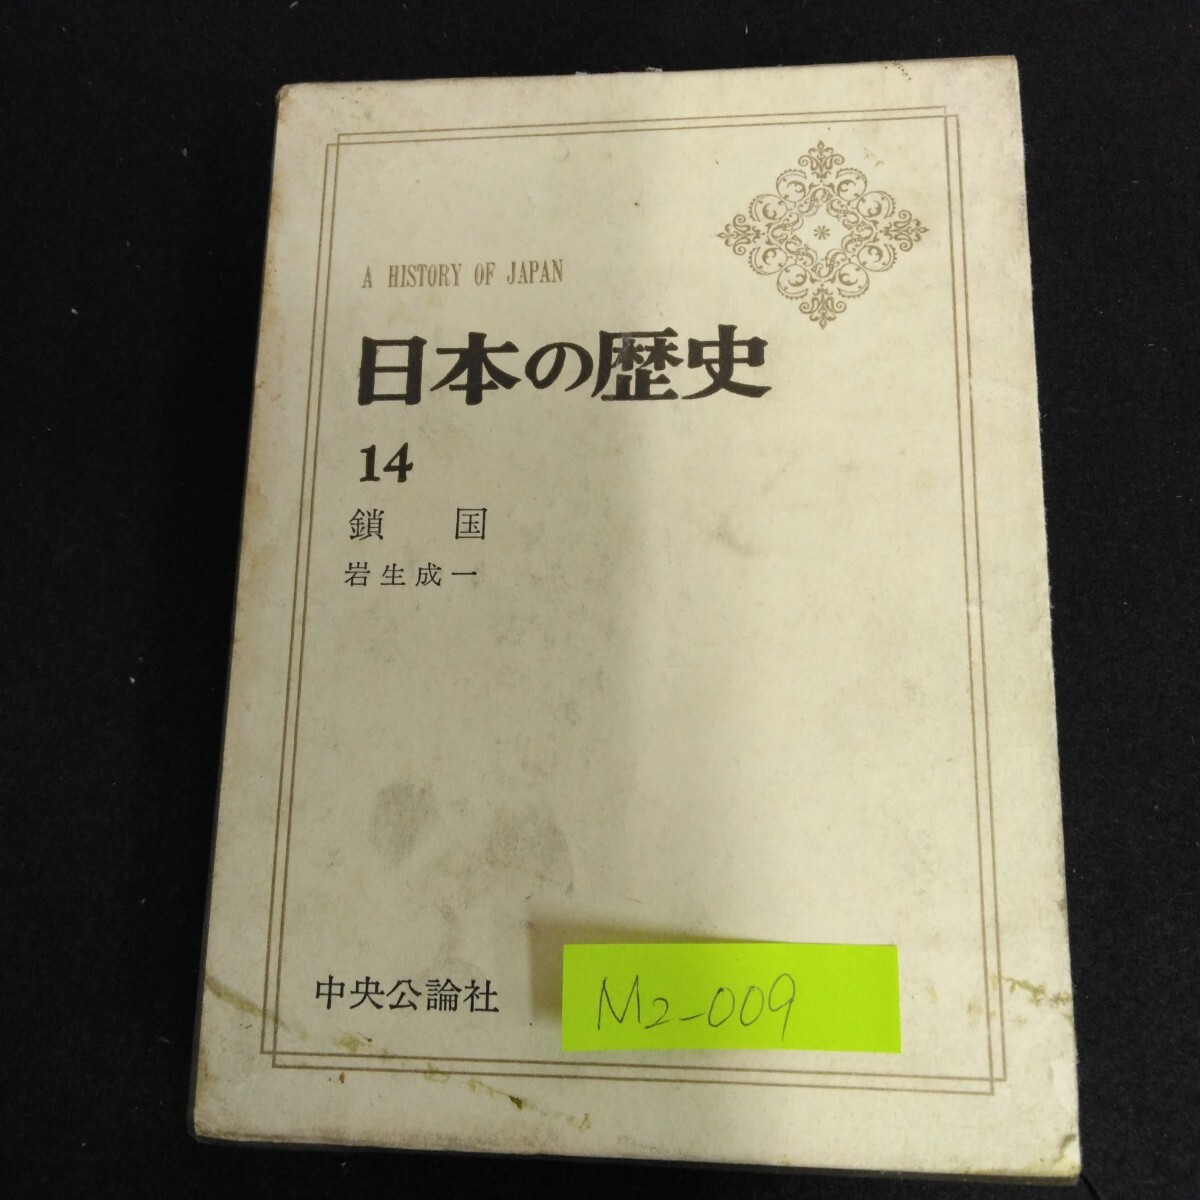 A HISTORY OF JAPAN
日本の歴史
14
鎖国
岩生成一
中央公論社
M2-009